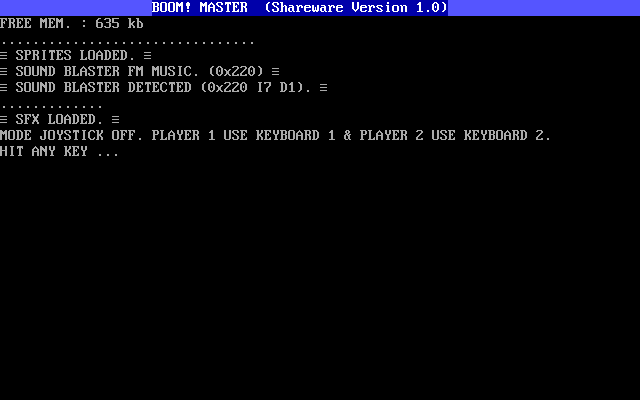 BOOM! MASTER  (Shareware Version 1.0)
FREE MEM. : 635 kb
................................
≡ SPRITES LOADED. ≡
≡ SOUND BLASTER FM MUSIC. (0x220) ≡
≡ SOUND BLASTER DETECTED (0x220 I7 D1). ≡
.............
≡ SFX LOADED. ≡
MODE JOYSTICK OFF. PLAYER 1 USE KEYBOARD 1 & PLAYER 2 USE KEYBOARD 2.
HIT ANY KEY ...